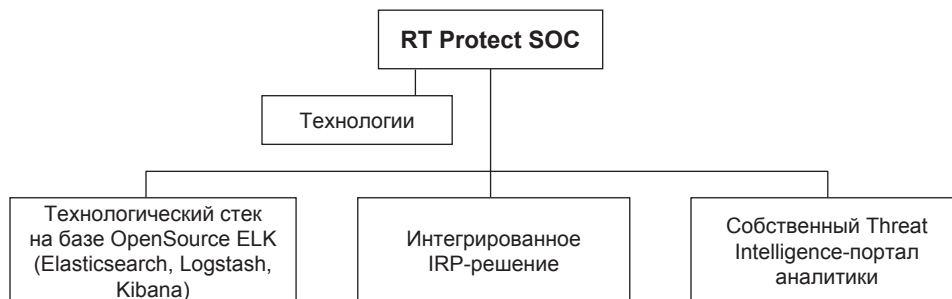 RT Protect SOC
Технологии
Технологический стек
на базе OpenSource ELK
(Elasticsearch, Logstash,
Kibana)
Интегрированное
IRP-решение
Собственный Threat
Intelligence-портал
аналитики